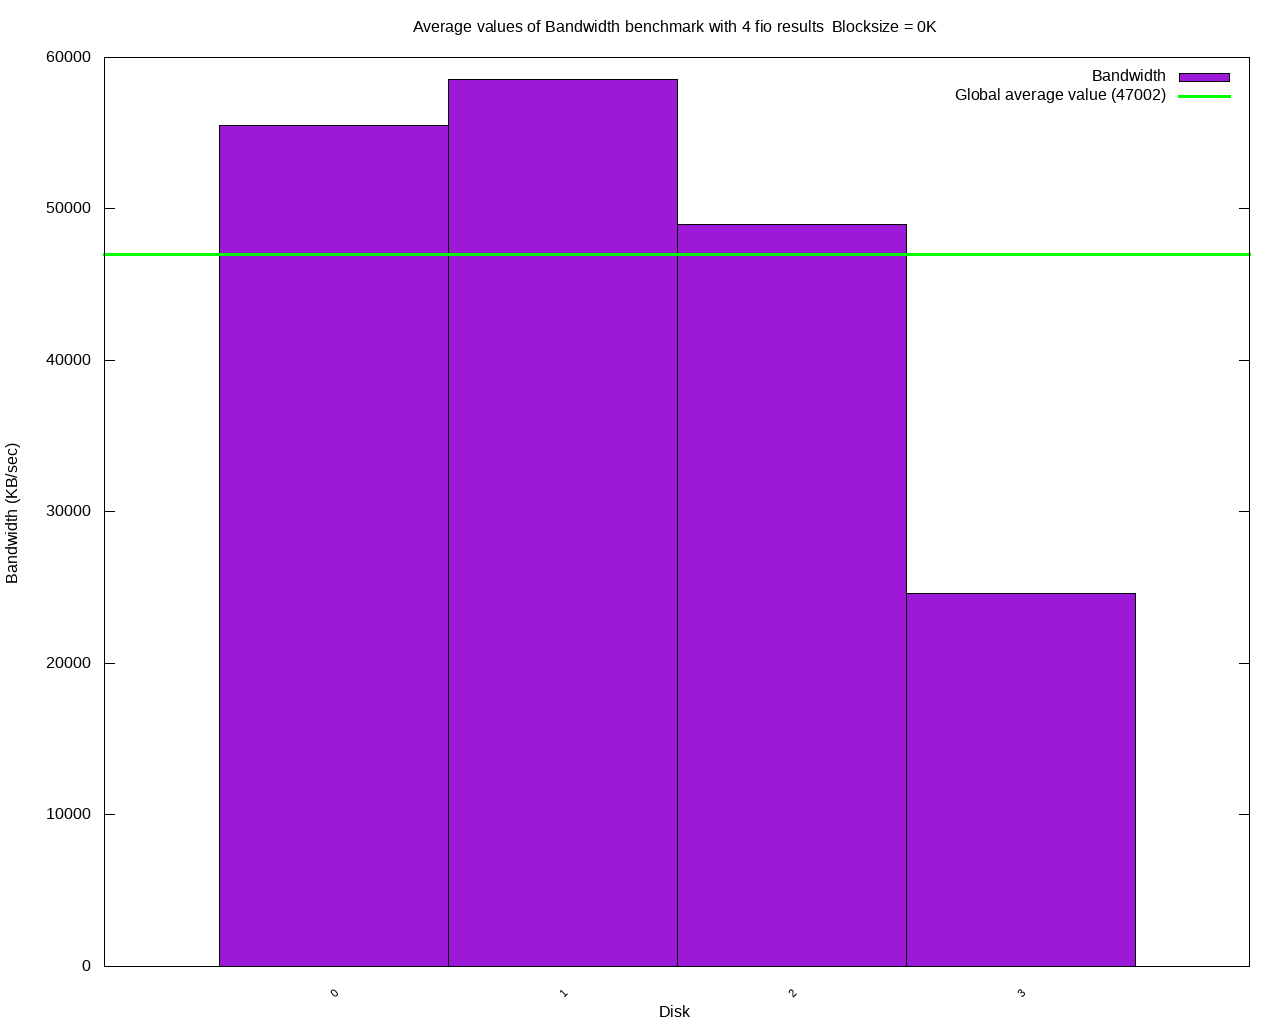 Average values of Bandwidth benchmark with 4 fio results  Blocksize = 0K
60000
50000
40000
30000
20000
10000
0
Bandwidth
Global average value (47002)
Bandwidth (KB/sec)
0
1
2
3
Disk